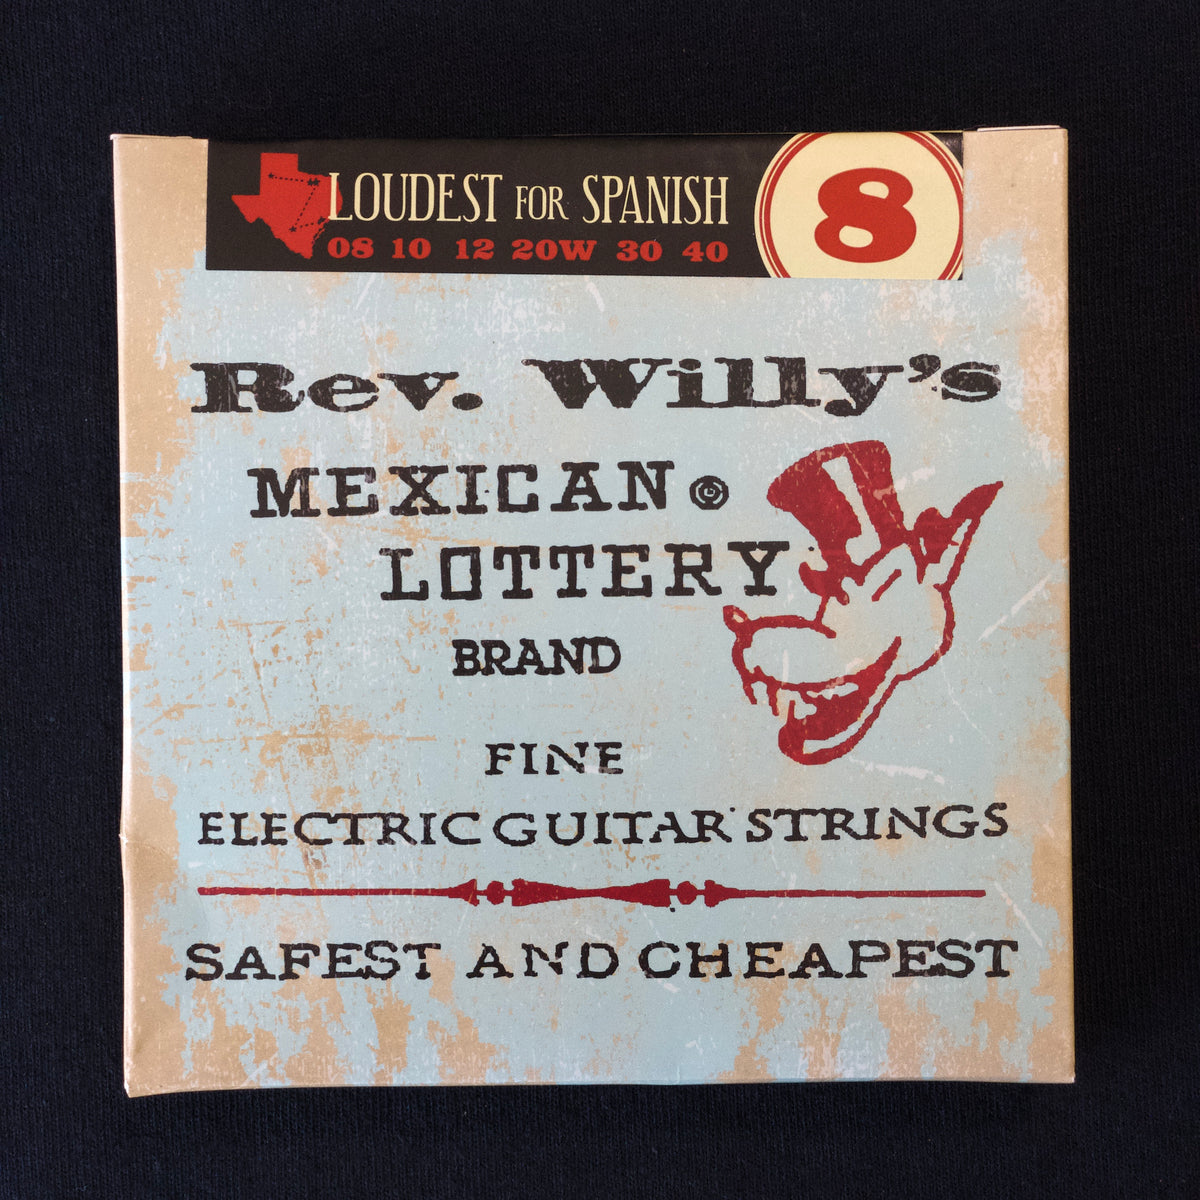 LOUDEST FOR SPANISH
08 10 12 20W 30 40
8
Rev. Willy's
MEXICAN
LOTTERY
BRAND
FINE
ELECTRIC GUITAR STRINGS
SAFEST AND CHEAPEST